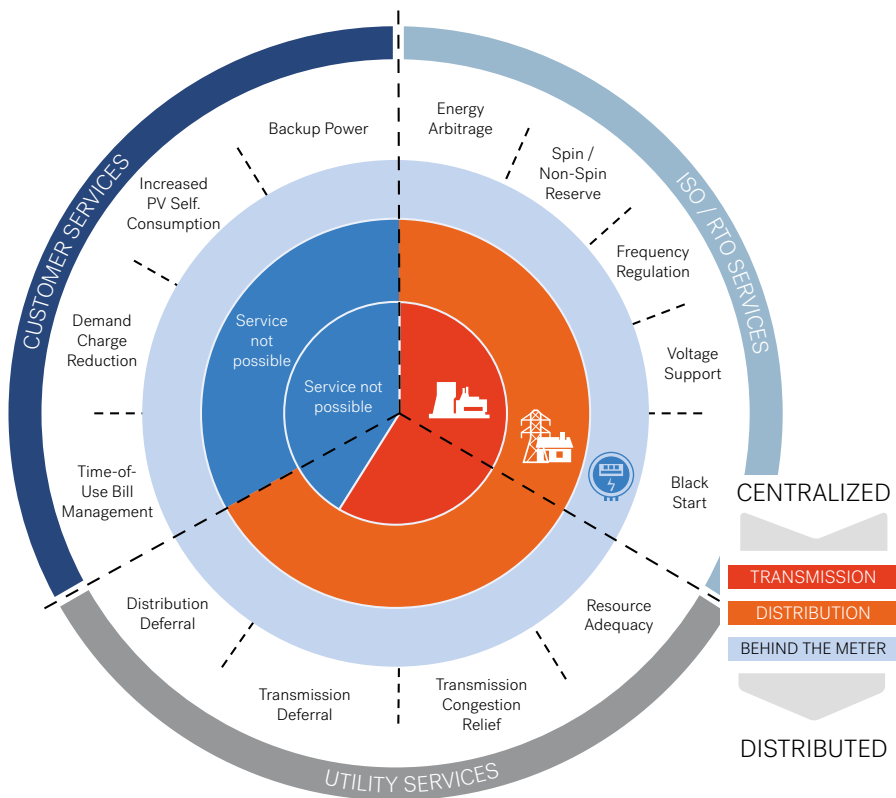 CUSTOMER SERVICES
ISO / RTO SERVICES
UTILITY SERVICES
Backup Power
Energy
Arbitrage
Spin /
Non-Spin
Reserve
Frequency
Regulation
Voltage
Support
Black
Start
Resource
Adequacy
Transmission
Congestion
Relief
Transmission
Deferral
Distribution
Deferral
Time-of-
Use Bill
Management
Demand
Charge
Reduction
Increased
PV Self.
Consumption
Service
not
possible
Service not
possible
CENTRALIZED
TRANSMISSION
DISTRIBUTION
BEHIND THE METER
DISTRIBUTED